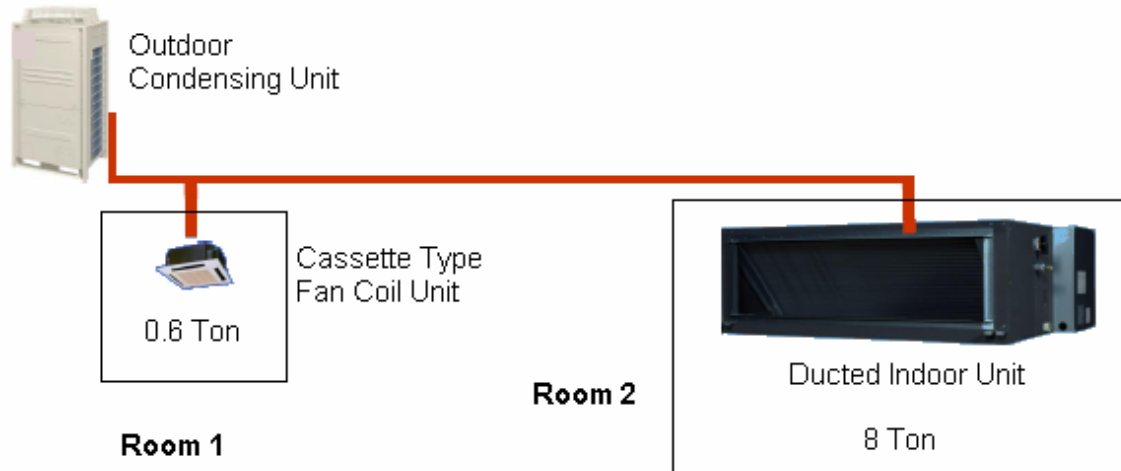 Outdoor
Condensing Unit
Cassette Type
Fan Coil Unit
0.6 Ton
Room 1
Room 2
Ducted Indoor Unit
8 Ton